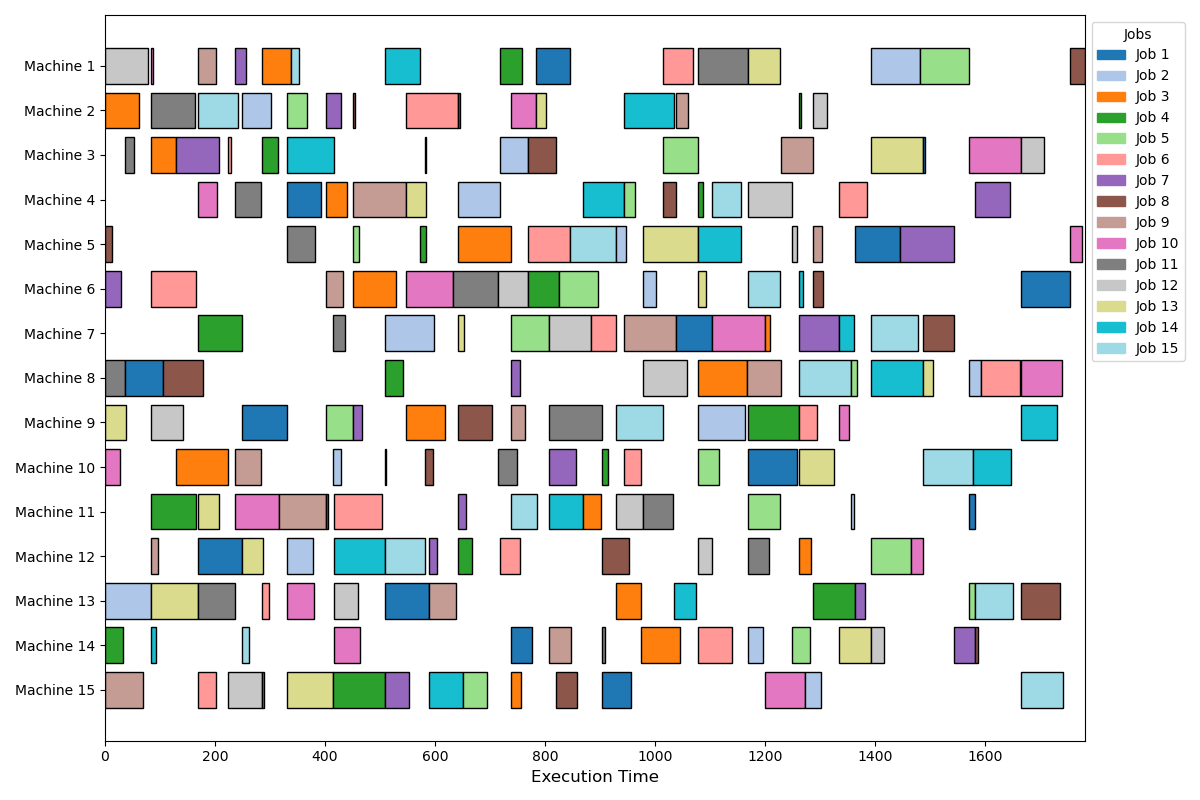 Machine 1
Machine 2
Machine 3
Machine 4
Machine 5
Machine 6
Machine 7
Machine 8
Machine 9
Machine 10
Machine 11
Machine 12
Machine 13
Machine 14
Machine 15
0 200 400 600 800 1000 1200 1400 1600
Execution Time
Jobs
Job 1
Job 2
Job 3
Job 4
Job 5
Job 6
Job 7
Job 8
Job 9
Job 10
Job 11
Job 12
Job 13
Job 14
Job 15